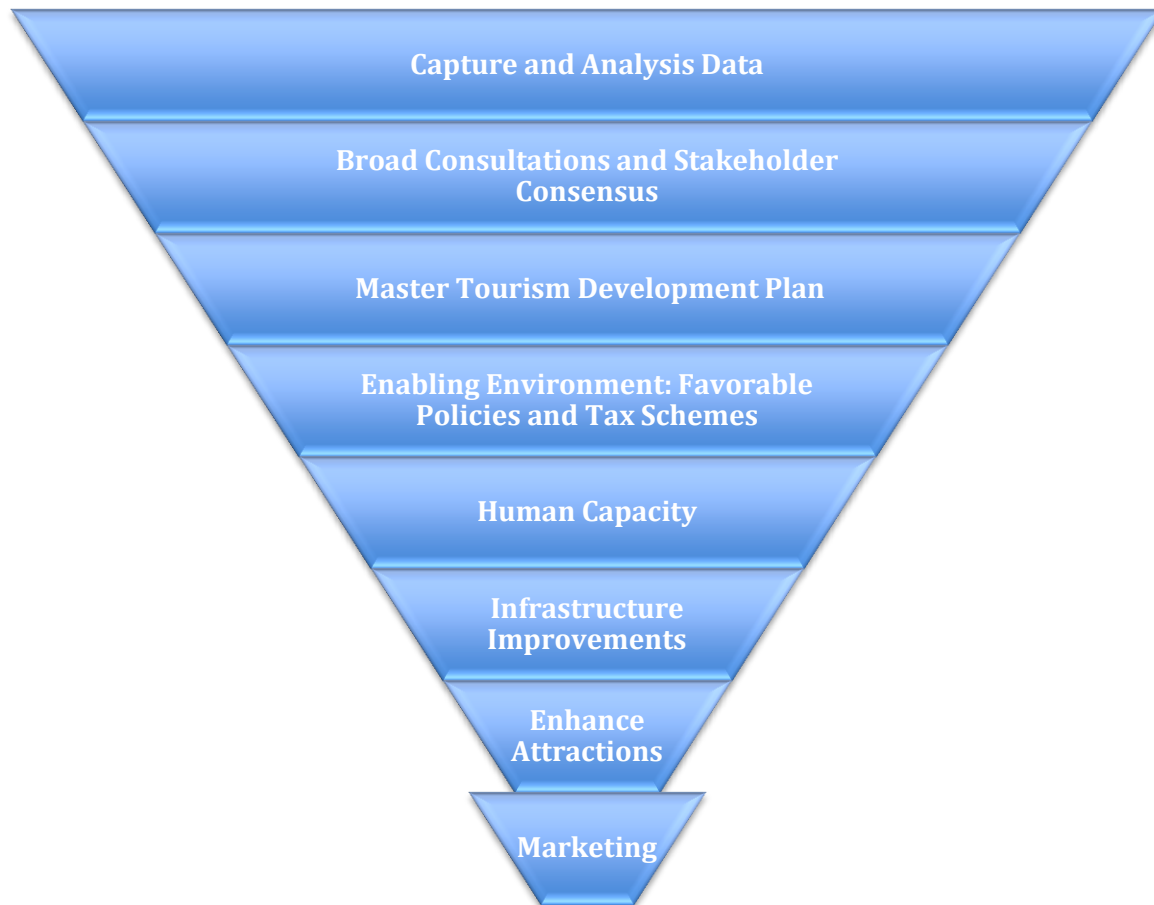 Capture and Analysis Data
Broad Consultations and Stakeholder
Consensus
Master Tourism Development Plan
Enabling Environment: Favorable
Policies and Tax Schemes
Human Capacity
Infrastructure
Improvements
Enhance
Attractions
Marketing